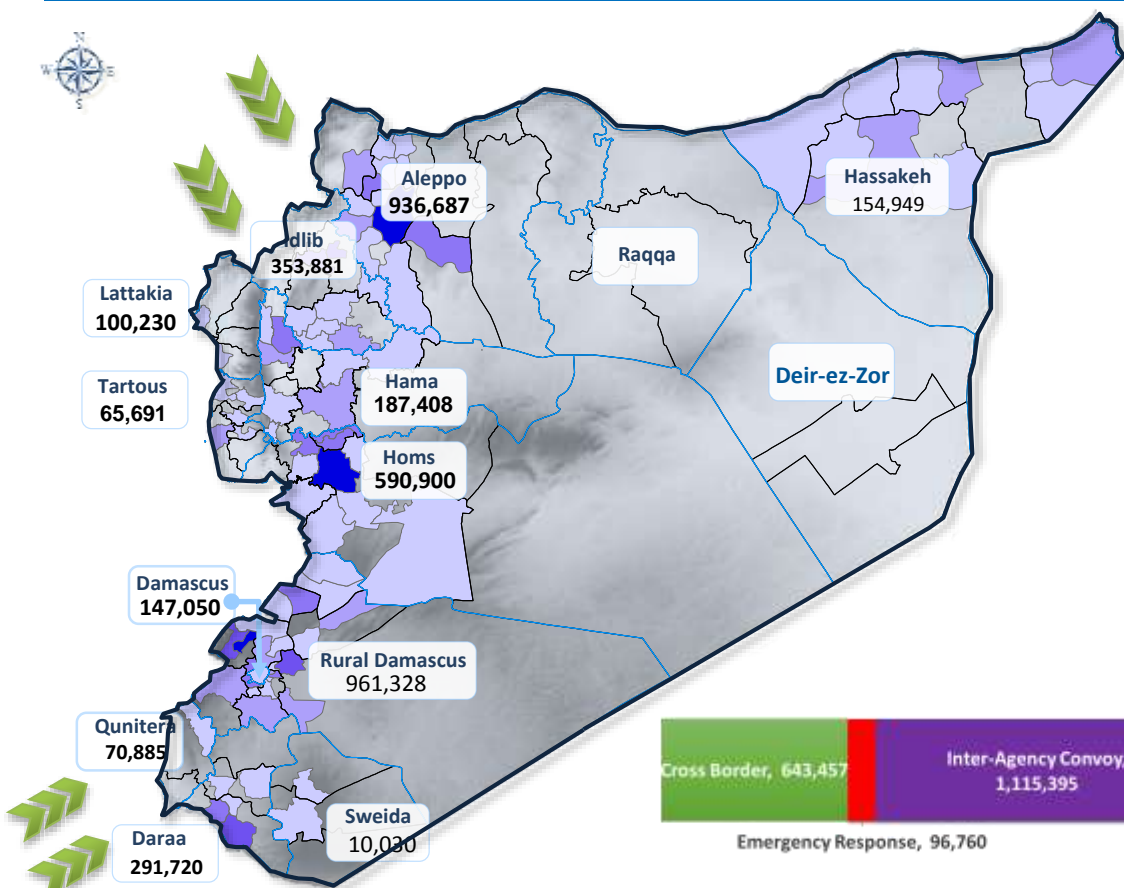 N
W
E
S
Aleppo
936,687
Hassakeh
154,949
Idlib
353,881
Raqqa
Lattakia
100,230
Deir-ez-Zor
Tartous
65,691
Hama
187,408
Homs
590,900
Damascus
147,050
Rural Damascus
961,328
Qunitera
70,885
Cross Border, 643,457
Inter-Agency Convoy,
1,115,395
Emergency Response, 96,760
Sweida
10,030
Daraa
291,720